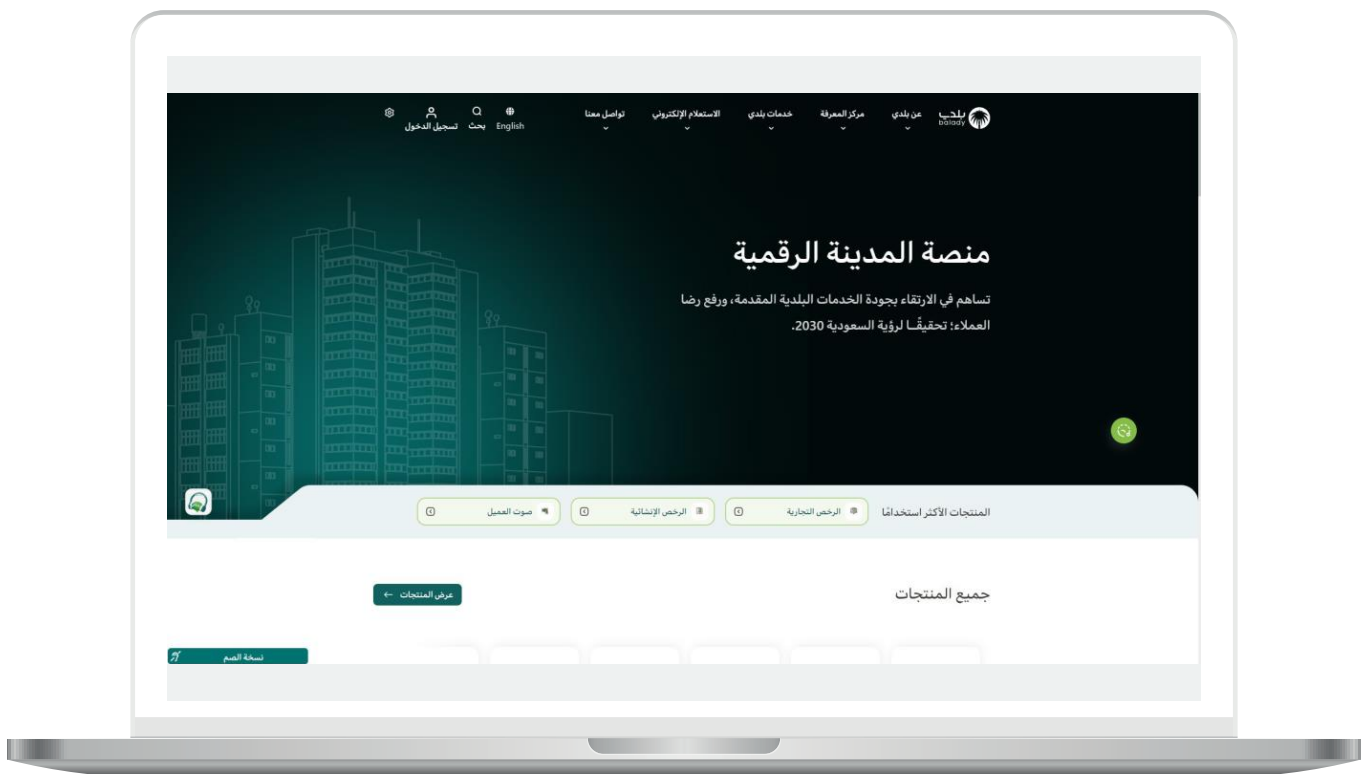 بلدي
balady
عن بلدي
مركز المعرفة
خدمات بلدي
الاستعلام الإلكتروني
تواصل معنا
English
بحث
تسجيل الدخول
منصة المدينة الرقمية
تساهم في الارتقاء بجودة الخدمات البلدية المقدمة، ورفع رضا
العملاء؛ تحقيقًا لرؤية السعودية 2030.
المنتجات الأكثر استخدامًا
الرخص التجارية
الرخص الإنشائية
صوت العميل
جميع المنتجات
عرض المنتجات
نسخة الصم